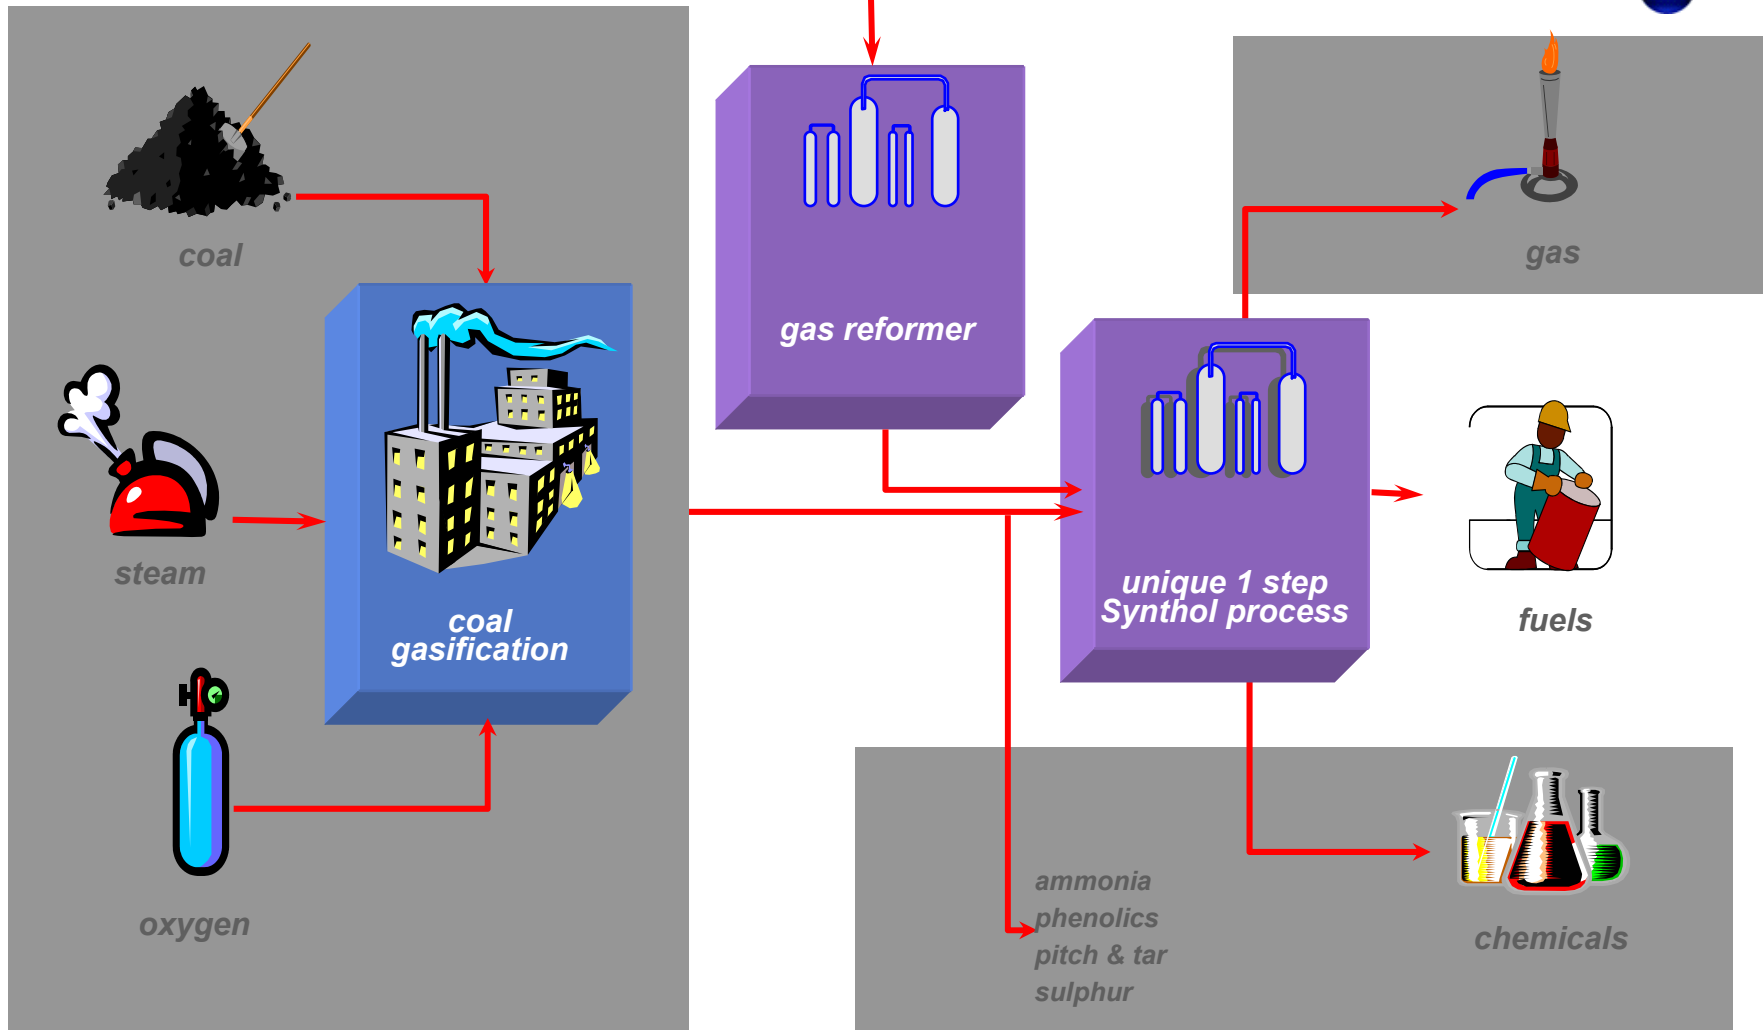 coal
gas
gas reformer
steam
coal
gasification
unique 1 step
Synthol process
fuels
oxygen
ammonia
phenolics
pitch & tar
sulphur
chemicals